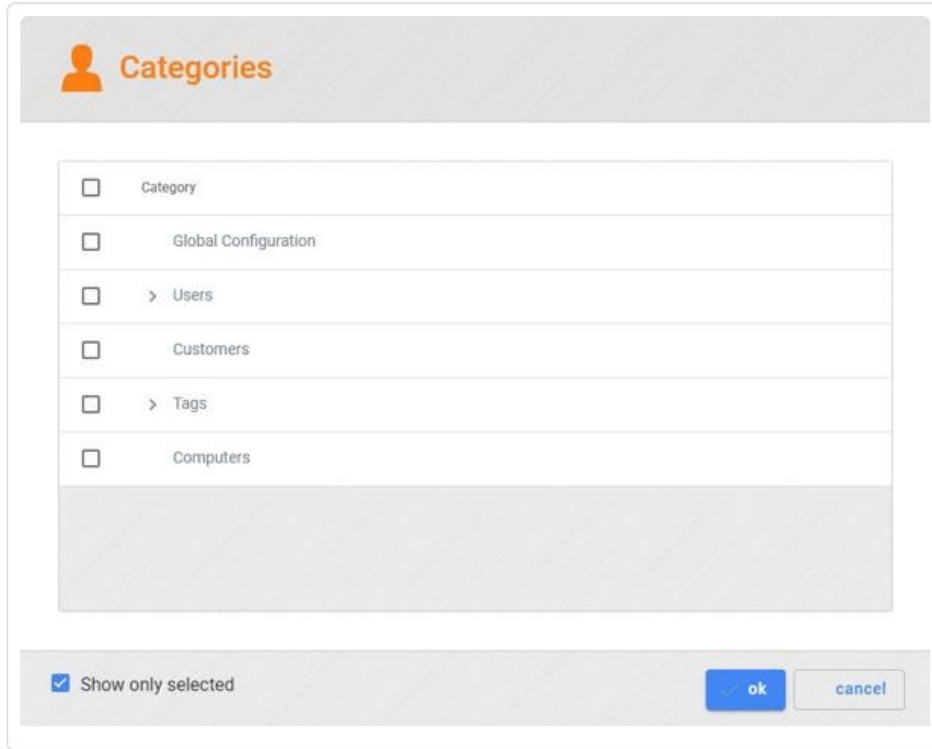 Categories
Category
Global Configuration
Users
Customers
Tags
Computers
Show only selected
ok
cancel